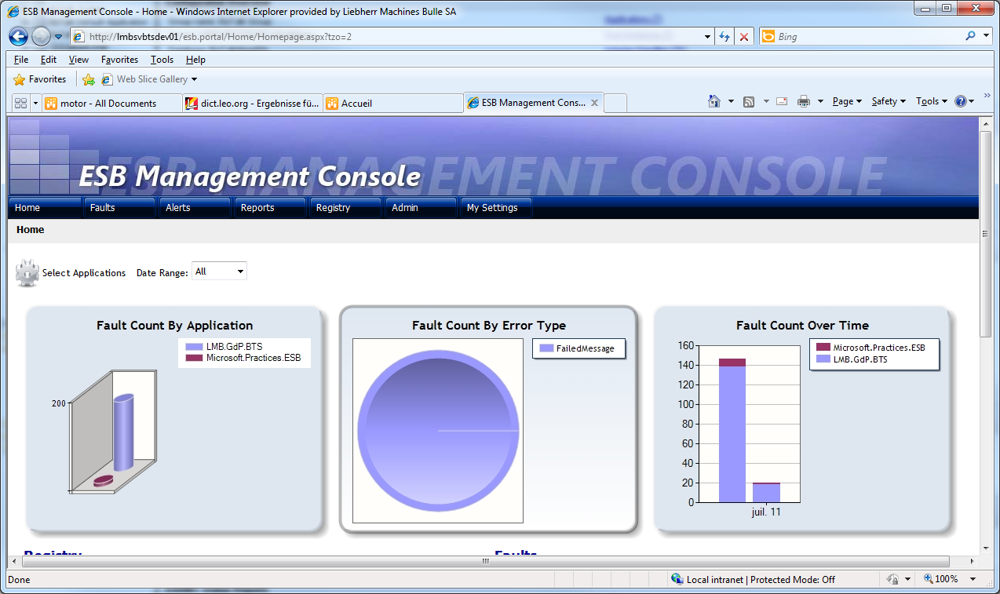 ESB Management Console - Home - Windows Internet Explorer provided by Liebherr Machines Bulle SA
http://lmbsvbtsdev01/esb.portal/Home/Homepage.aspx?tzo=2
Bing
File Edit View Favorites Tools Help
Favorites Web Slice Gallery
motor - All Documents dict.leo.org - Ergebnisse fü... Accueil ESB Management Cons... Page Safety Tools
ESB MANAGEMENT CONSOLE
ESB Management Console
Home Faults Alerts Reports Registry Admin My Settings
Home
Select Applications Date Range: All
Fault Count By Application
LMB.GdP.BTS
Microsoft.Practices.ESB
200
Fault Count By Error Type
FailedMessage
Fault Count Over Time
Microsoft.Practices.ESB
LMB.GdP.BTS
160
140
120
100
80
60
40
20
0
juil. 11
Registry Faults
Done Local intranet | Protected Mode: Off 100%